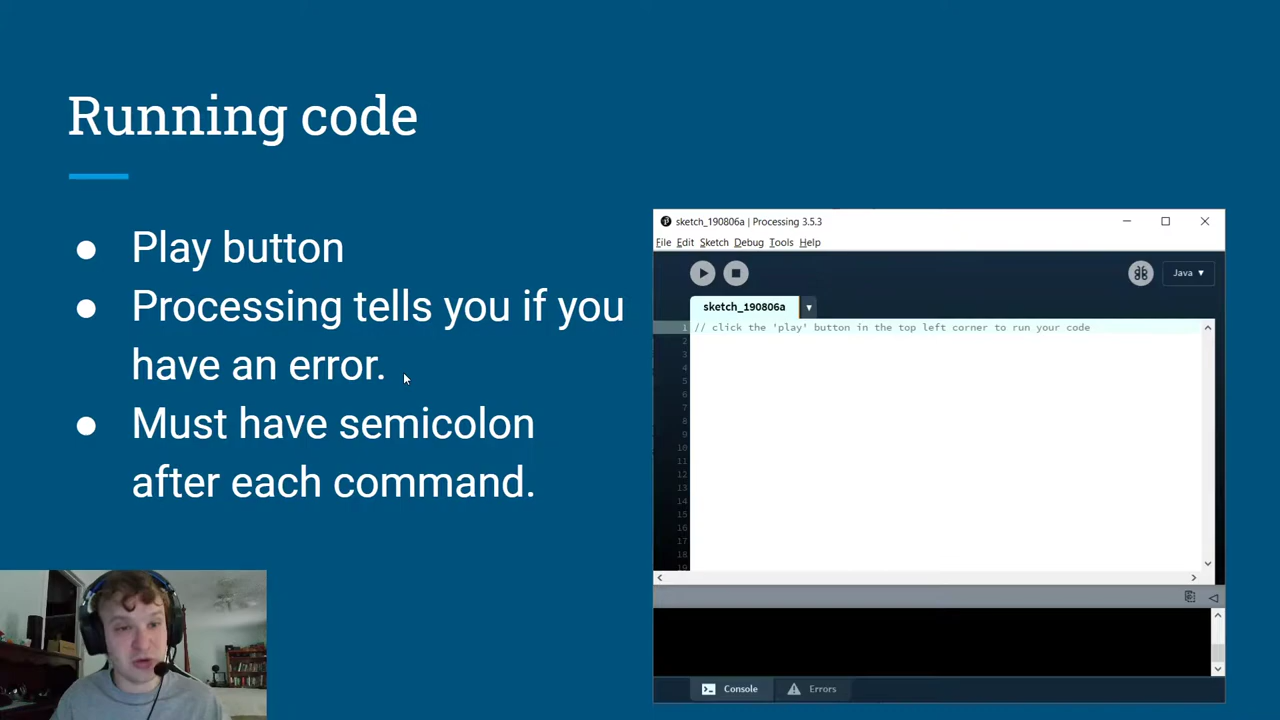 Running code
● Play button
● Processing tells you if you
have an error.
● Must have semicolon
after each command.
sketch_190806a | Processing 3.5.3
File Edit Sketch Debug Tools Help
Java ▾
sketch_190806a
1 // click the 'play' button in the top left corner to run your code
2
3
4
5
6
7
8
9
10
11
12
13
14
15
16
17
18
19
Console Errors